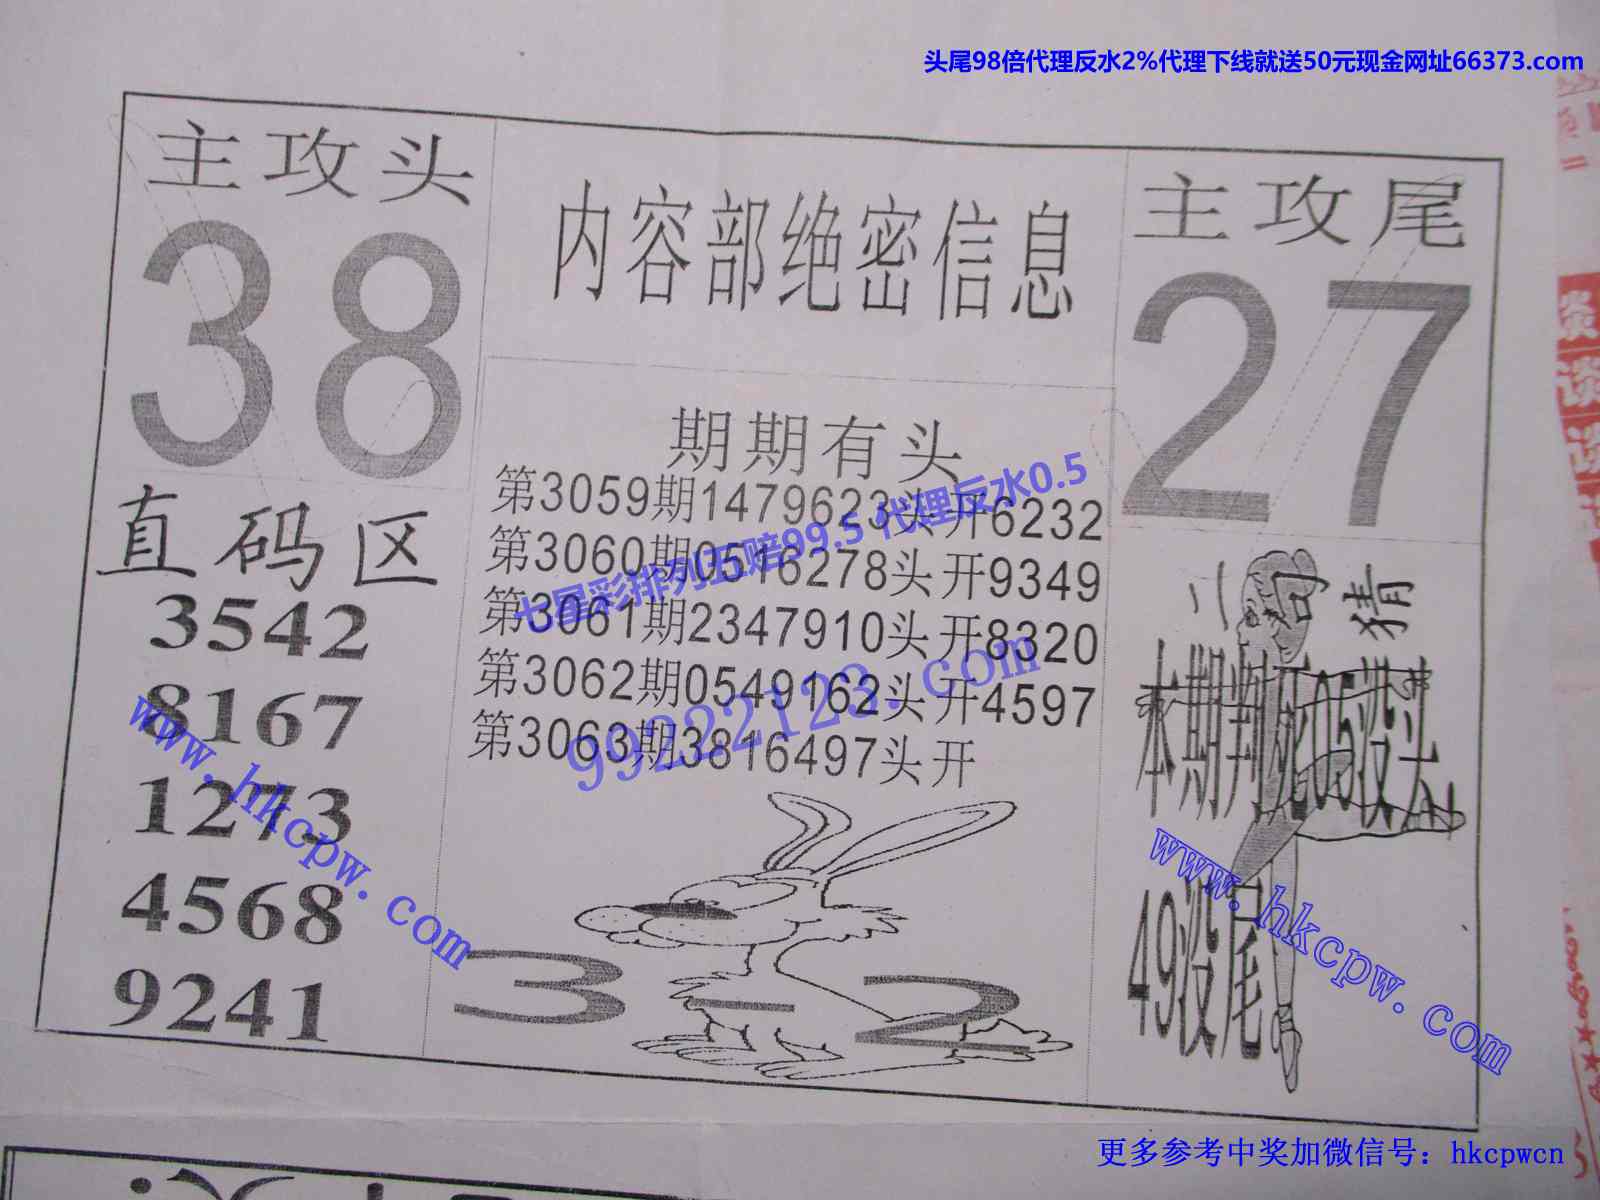 头尾98倍代理反水2%代理下线就送50元现金网址66373.com
主攻头
38
内容部绝密信息
主攻尾
27
期期有头
第3059期1479623头开6232
第3060期0516278头开9349
第3061期2347910头开8320
第3062期0549162头开4597
第3063期3816497头开
七星彩排列五赔99.5 代理反水0.5
99222123.com
直码区
3542
8167
1273
4568
9241
www.hkcpw.com
3-2
二句猜
本期判死05没头
49没尾
www.hkcpw.com
更多参考中奖加微信号：hkcpwcn